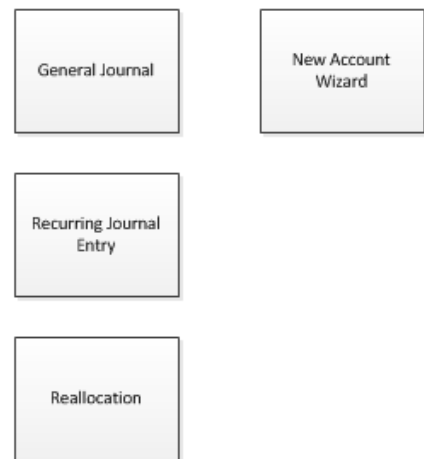 General Journal
New Account
Wizard
Recurring Journal
Entry
Reallocation